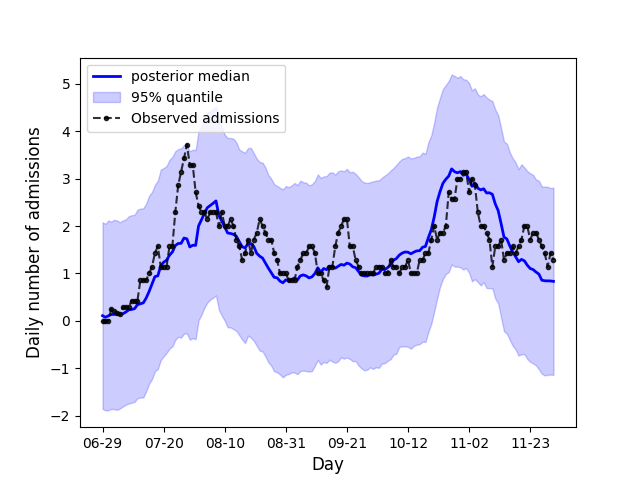 posterior median
95% quantile
Observed admissions
Daily number of admissions
5
4
3
2
1
0
−1
−2
06-29 07-20 08-10 08-31 09-21 10-12 11-02 11-23
Day